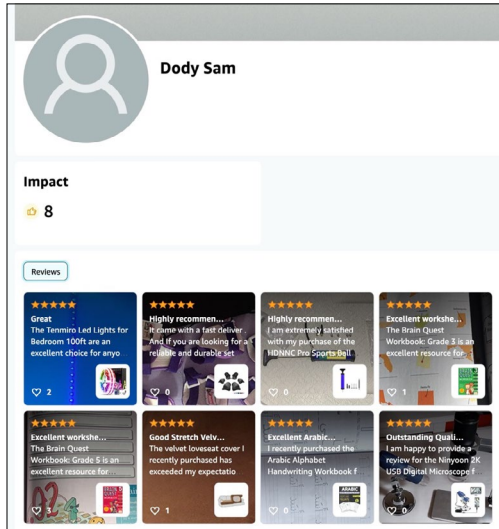 Dody Sam
Impact
8
Reviews
Great
The Tenmiro Led Lights for
Bedroom 100ft are an
excellent choice for anyo
2
Highly recommen...
It came with a fast deliver
And If you are looking for a
reliable and durable set
0
Highly recommen...
I am extremely satisfied
with my purchase of the
HDNNC Pro Sports Ball
0
Excellent workshe...
The Brain Quest
Workbook: Grade 3 is an
excellent resource for
1
Excellent workshe...
The Brain Quest
Workbook: Grade 5 is an
excellent resource for
3
Good Stretch Velv...
The velvet loveseat cover I
recently purchased has
exceeded my expectatio
1
Excellent Arabic...
I recently purchased the
Arabic Alphabet
Handwriting Workbook f
0
ARABIC
Outstanding Quali...
I am happy to provide a
review for the Ninyoon 2K
USB Digital Microscope f
0